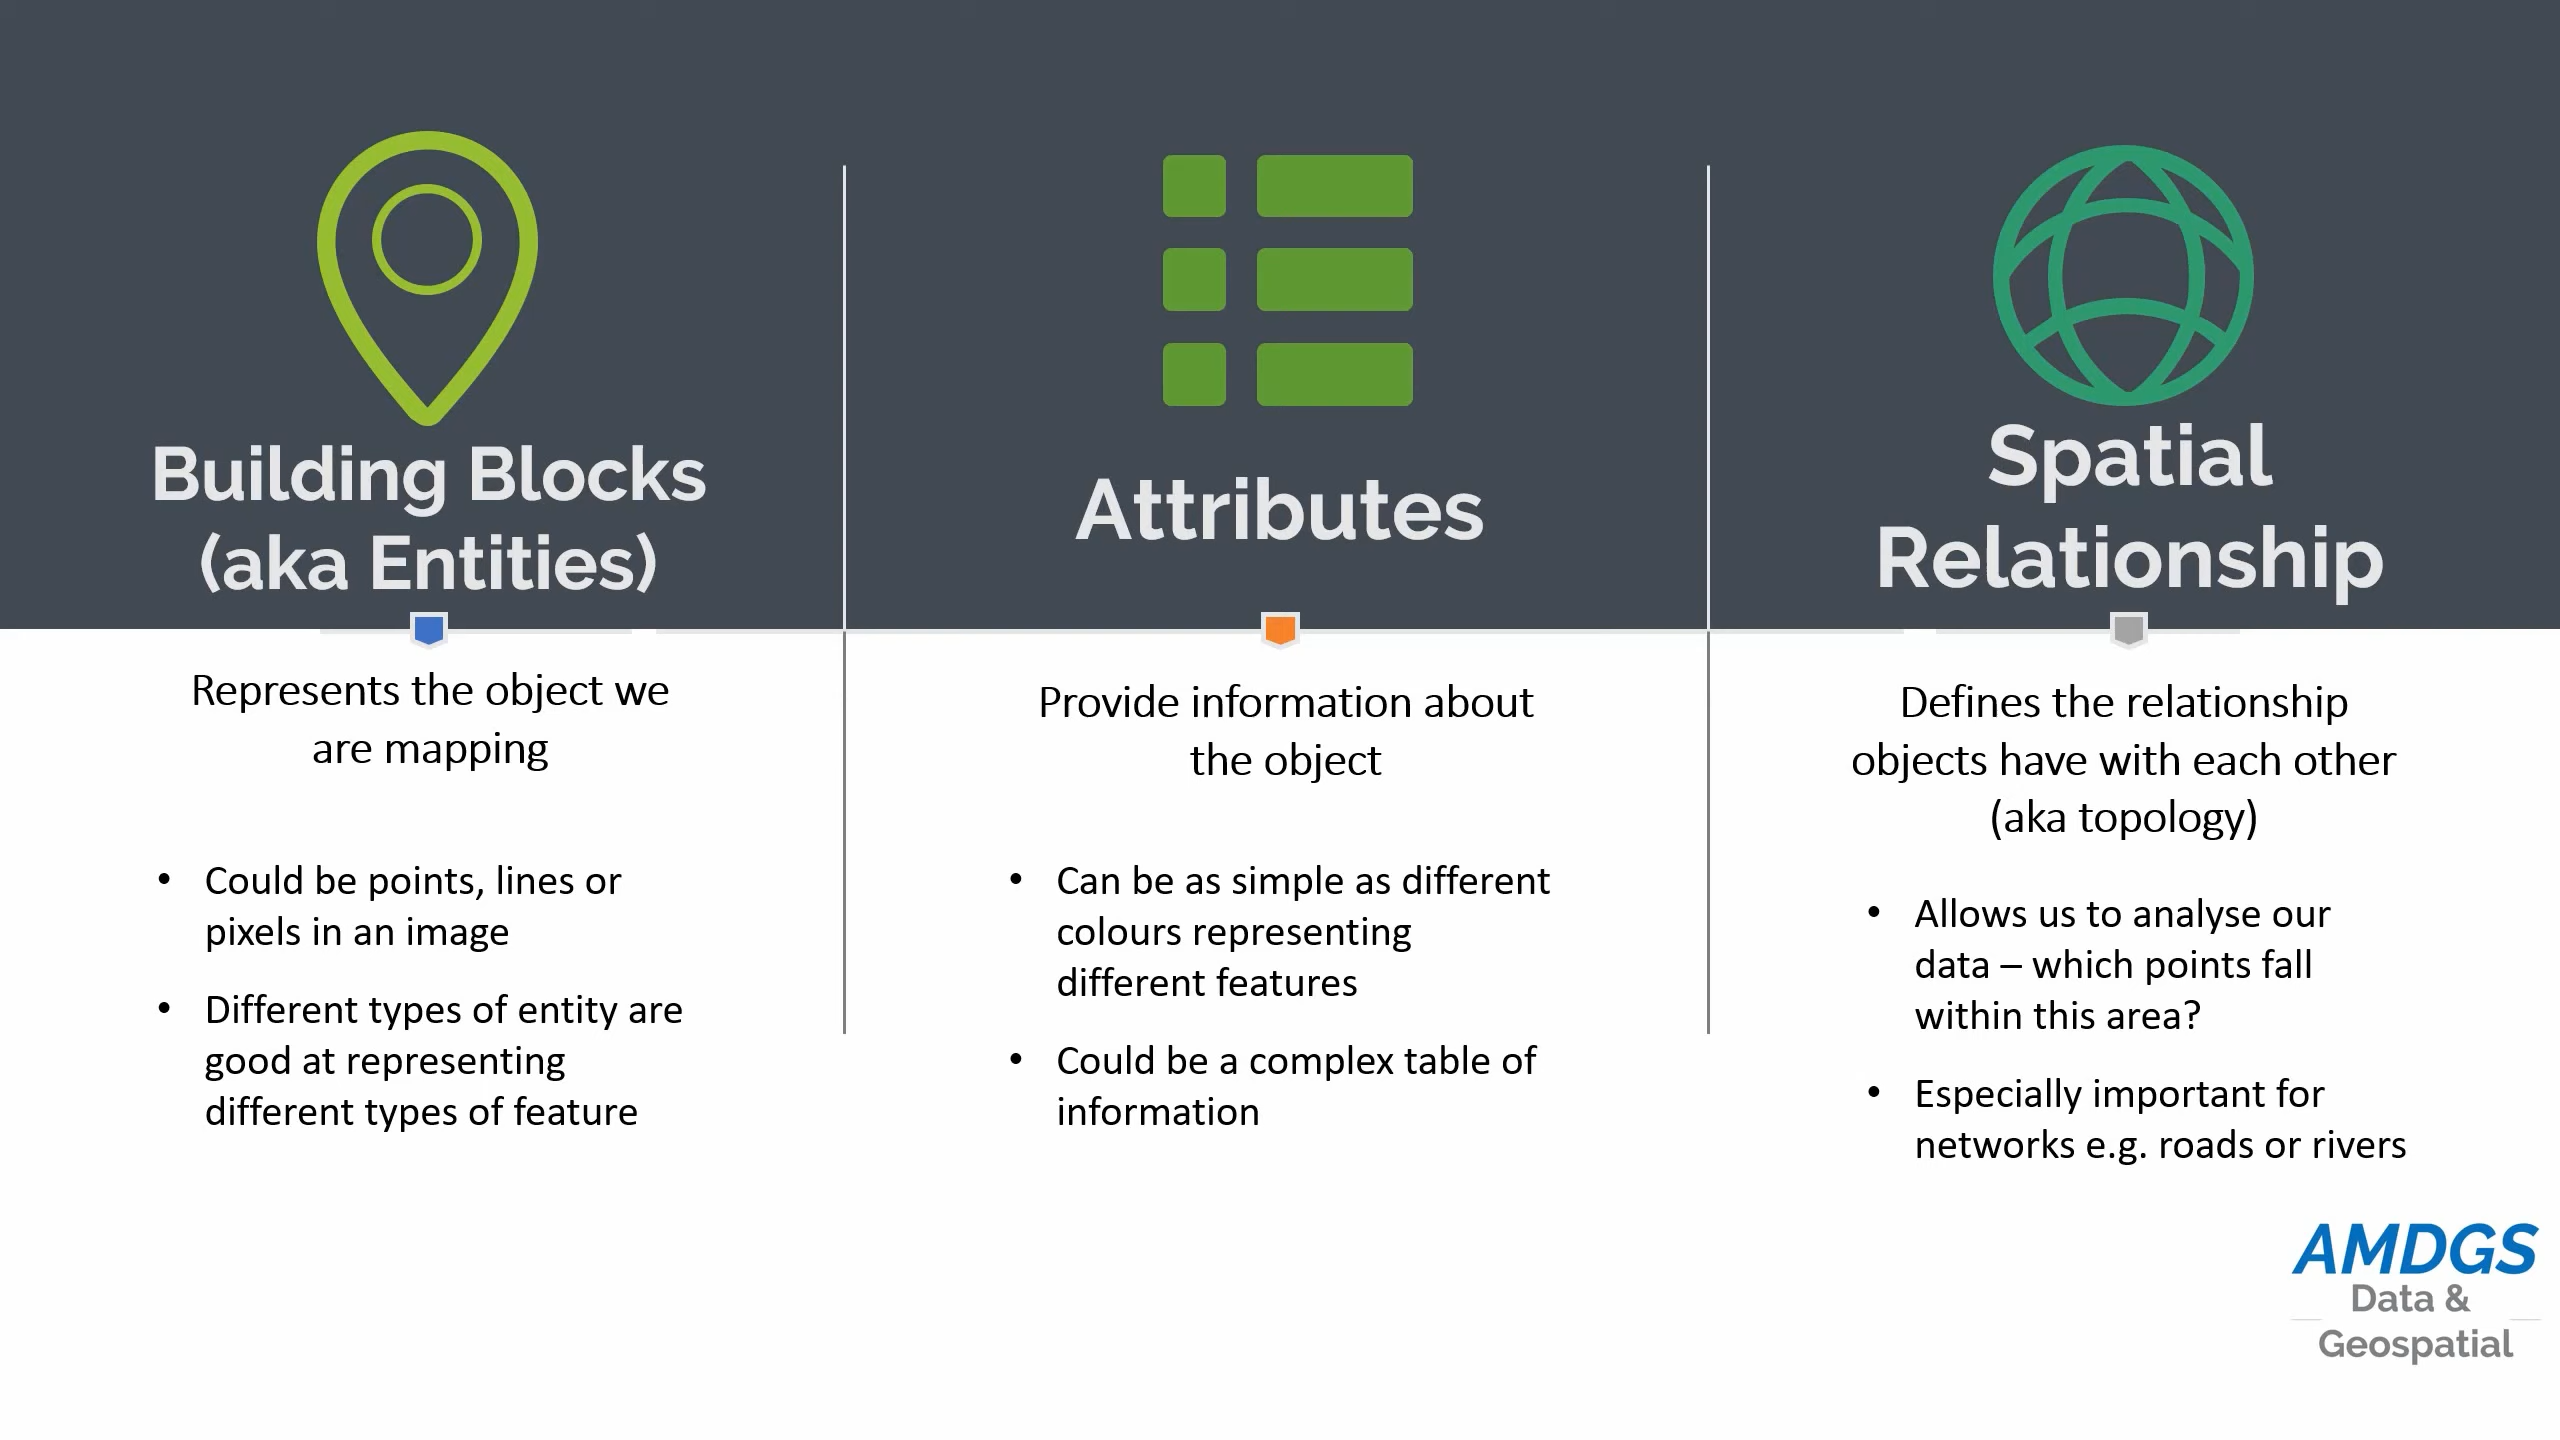 Building Blocks
(aka Entities)
Represents the object we
are mapping
• Could be points, lines or
pixels in an image
• Different types of entity are
good at representing
different types of feature
Attributes
Provide information about
the object
• Can be as simple as different
colours representing
different features
• Could be a complex table of
information
Spatial
Relationship
Defines the relationship
objects have with each other
(aka topology)
• Allows us to analyse our
data – which points fall
within this area?
• Especially important for
networks e.g. roads or rivers
AMDGS
Data &
Geospatial